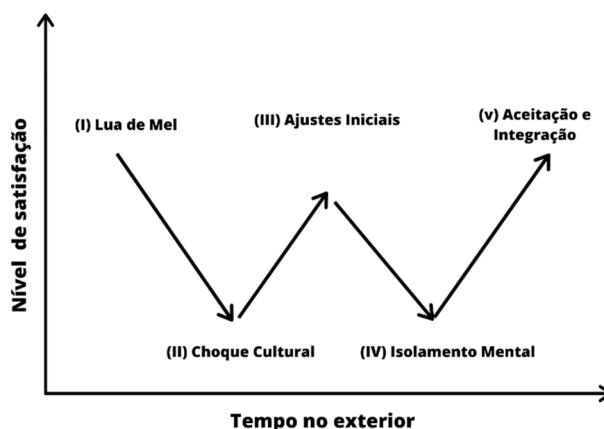 (I) Lua de Mel
(III) Ajustes Iniciais
(v) Aceitação e
Integração
Nível de satisfação
(II) Choque Cultural
(IV) Isolamento Mental
Tempo no exterior